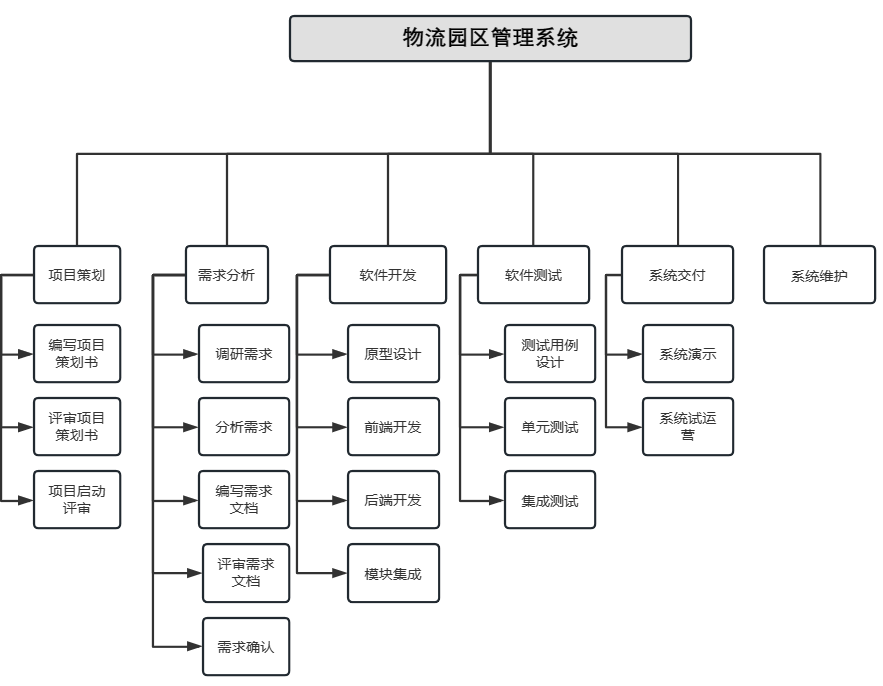 物流园区管理系统
项目策划
需求分析
软件开发
软件测试
系统交付
系统维护
编写项目
策划书
评审项目
策划书
项目启动
评审
调研需求
分析需求
编写需求
文档
评审需求
文档
需求确认
原型设计
前端开发
后端开发
模块集成
测试用例
设计
单元测试
集成测试
系统演示
系统试运
营